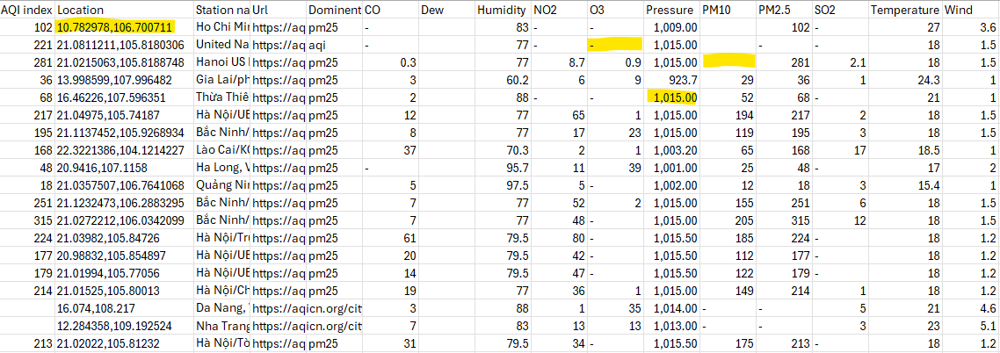 AQI index Location Station na Url Dominent CO Dew Humidity NO2 O3 Pressure PM10 PM2.5 SO2 Temperature Wind
102 10.782978,106.700711 Ho Chi Mi https://aq pm25 - 83 - - 1,009.00 102 - 27 3.6
221 21.0811211,105.8180306 United Na https://aq aqi - 77 - - 1,015.00 - - 18 1.5
281 21.0215063,105.8188748 Hanoi US https://aq pm25 0.3 77 8.7 0.9 1,015.00 281 2.1 18 1.5
36 13.998599,107.996482 Gia Lai/ph https://aq pm25 3 60.2 6 9 923.7 29 36 1 24.3 1
68 16.46226,107.596351 Thừa Thiê https://aq pm25 2 88 - - 1,015.00 52 68 - 21 1
217 21.04975,105.74187 Hà Nội/UE https://aq pm25 12 77 65 1 1,015.00 194 217 2 18 1.5
195 21.1137452,105.9268934 Bắc Ninh/ https://aq pm25 8 77 17 23 1,015.00 119 195 3 18 1.5
168 22.3221386,104.1214227 Lào Cai/KC https://aq pm25 37 70.3 2 1 1,003.20 65 168 17 18.5 1
48 20.9416,107.1158 Ha Long, V https://aq pm25 - 95.7 11 39 1,001.00 25 48 - 17 2
18 21.0357507,106.7641068 Quảng Nin https://aq pm25 5 97.5 5 - 1,002.00 12 18 3 15.4 1
251 21.1232473,106.2883295 Bắc Ninh/ https://aq pm25 7 77 52 2 1,015.00 155 251 6 18 1.5
315 21.0272212,106.0342099 Bắc Ninh/ https://aq pm25 7 77 48 - 1,015.00 205 315 12 18 1.5
224 21.03982,105.84726 Hà Nội/Trư https://aq pm25 61 79.5 80 - 1,015.50 185 224 - 18 1.2
177 20.98832,105.854897 Hà Nội/UE https://aq pm25 20 79.5 42 - 1,015.50 112 177 - 18 1.2
179 21.01994,105.77056 Hà Nội/UE https://aq pm25 14 79.5 47 - 1,015.50 122 179 - 18 1.2
214 21.01525,105.80013 Hà Nội/Ch https://aq pm25 19 77 36 1 1,015.00 149 214 1 18 1.2
16.074,108.217 Da Nang, https://aqicn.org/cit 3 88 1 35 1,014.00 - - 5 21 4.6
12.284358,109.192524 Nha Trang https://aqicn.org/cit 7 83 13 13 1,013.00 - - 3 23 5.1
213 21.02022,105.81232 Hà Nội/Tò https://aq pm25 31 79.5 34 - 1,015.50 175 213 - 18 1.2